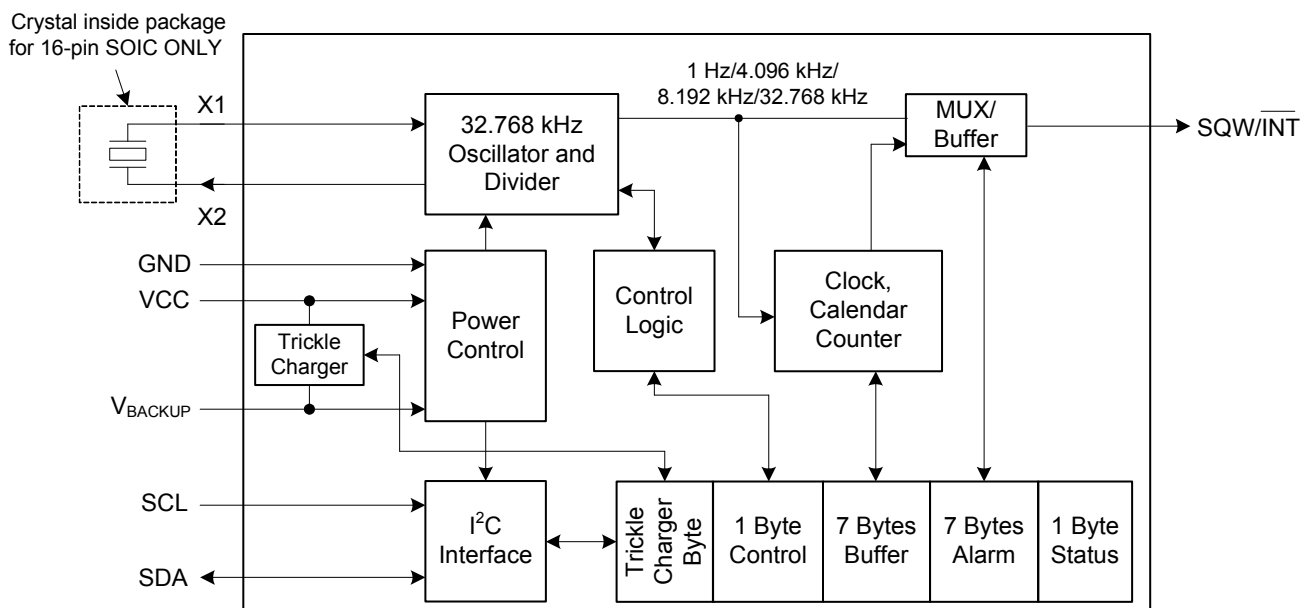 Crystal inside package
for 16-pin SOIC ONLY
X1
X2
32.768 kHz
Oscillator and
Divider
1 Hz/4.096 kHz/
8.192 kHz/32.768 kHz
MUX/
Buffer
SQW/INT
GND
VCC
Trickle
Charger
VBACKUP
Power
Control
Control
Logic
Clock,
Calendar
Counter
SCL
SDA
I²C
Interface
Trickle
Charger
Byte
1 Byte
Control
7 Bytes
Buffer
7 Bytes
Alarm
1 Byte
Status